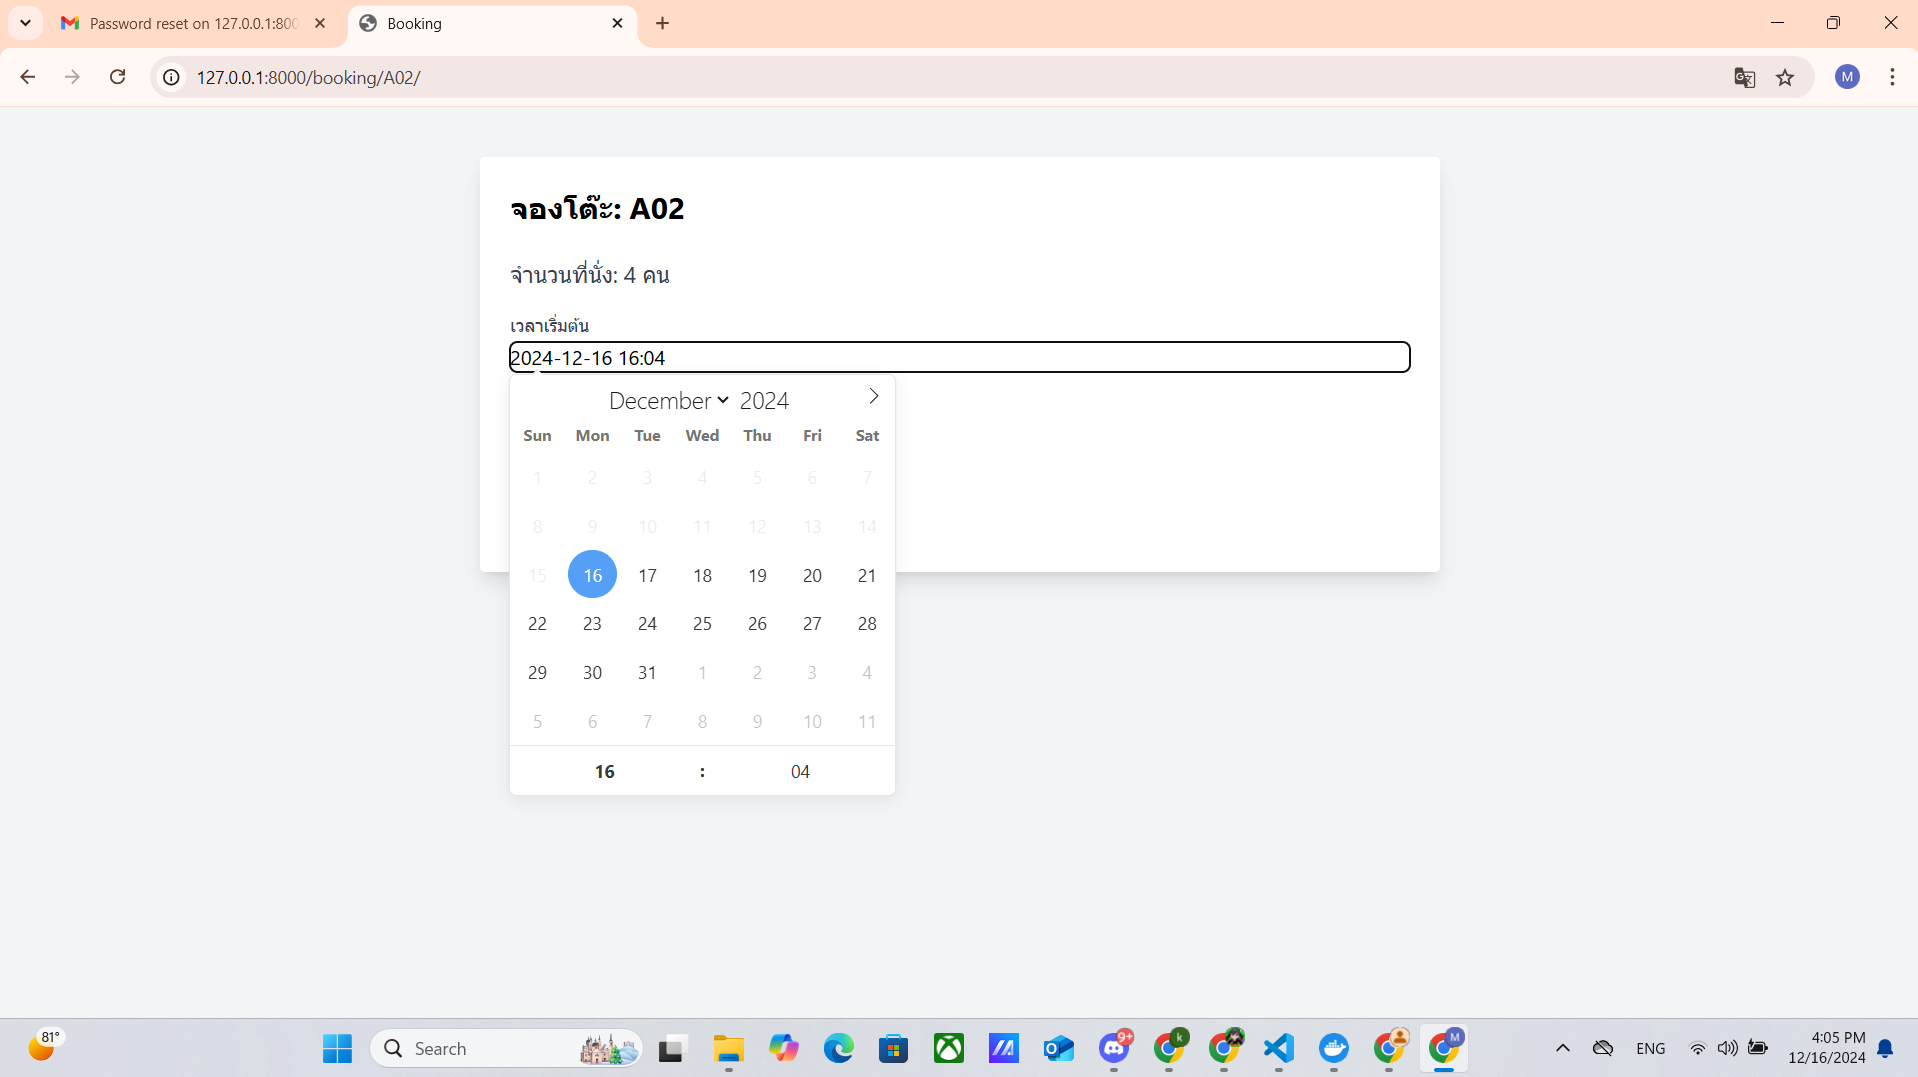 Password reset on 127.0.0.1:800
Booking
127.0.0.1:8000/booking/A02/
M
จองโต๊ะ: A02
จำนวนที่นั่ง: 4 คน
เวลาเริ่มต้น
2024-12-16 16:04
December 2024
Sun Mon Tue Wed Thu Fri Sat
1 2 3 4 5 6 7
8 9 10 11 12 13 14
15 16 17 18 19 20 21
22 23 24 25 26 27 28
29 30 31 1 2 3 4
5 6 7 8 9 10 11
16 : 04
81°
Search
9+
k
M
ENG
4:05 PM
12/16/2024